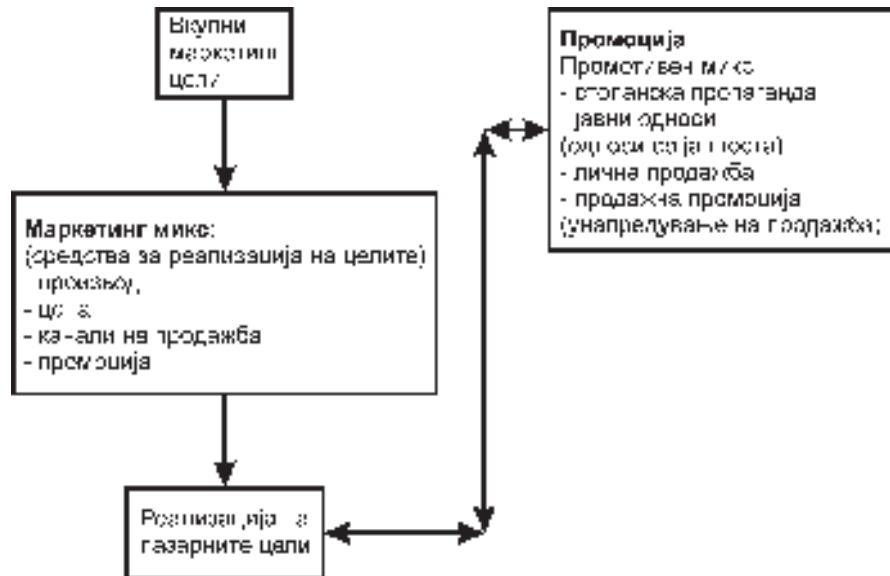 Вкупни
маркетинг
цели
Промоција
Промотивен микс
- стопанска пропаганда
јавни односи
(односи со јавноста)
- лична продажба
- продажна промоција
(унапредување на продажба)
Маркетинг микс:
(средства за реализација на целите)
производ
- цена
- канали на продажба
- промоција
Реализација на
пазарните цели